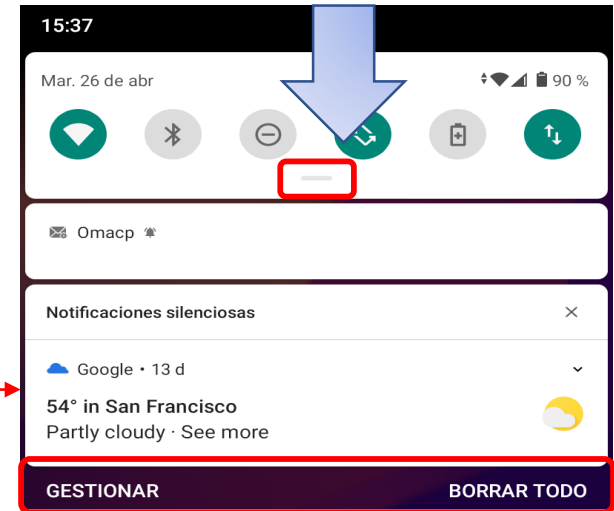 15:37
Mar. 26 de abr 90 %
Omacp
Notificaciones silenciosas
Google • 13 d
54° in San Francisco
Partly cloudy · See more
GESTIONAR BORRAR TODO